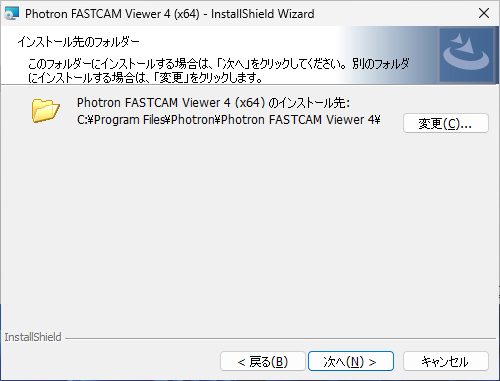 Photron FASTCAM Viewer 4 (x64) - InstallShield Wizard
インストール先のフォルダー
このフォルダーにインストールする場合は、「次へ」をクリックしてください。別のフォルダ
にインストールする場合は、「変更」をクリックします。
Photron FASTCAM Viewer 4 (x64) のインストール先:
C:¥Program Files¥Photron¥Photron FASTCAM Viewer 4¥
変更(C)...
InstallShield
< 戻る(B)
次へ(N) >
キャンセル